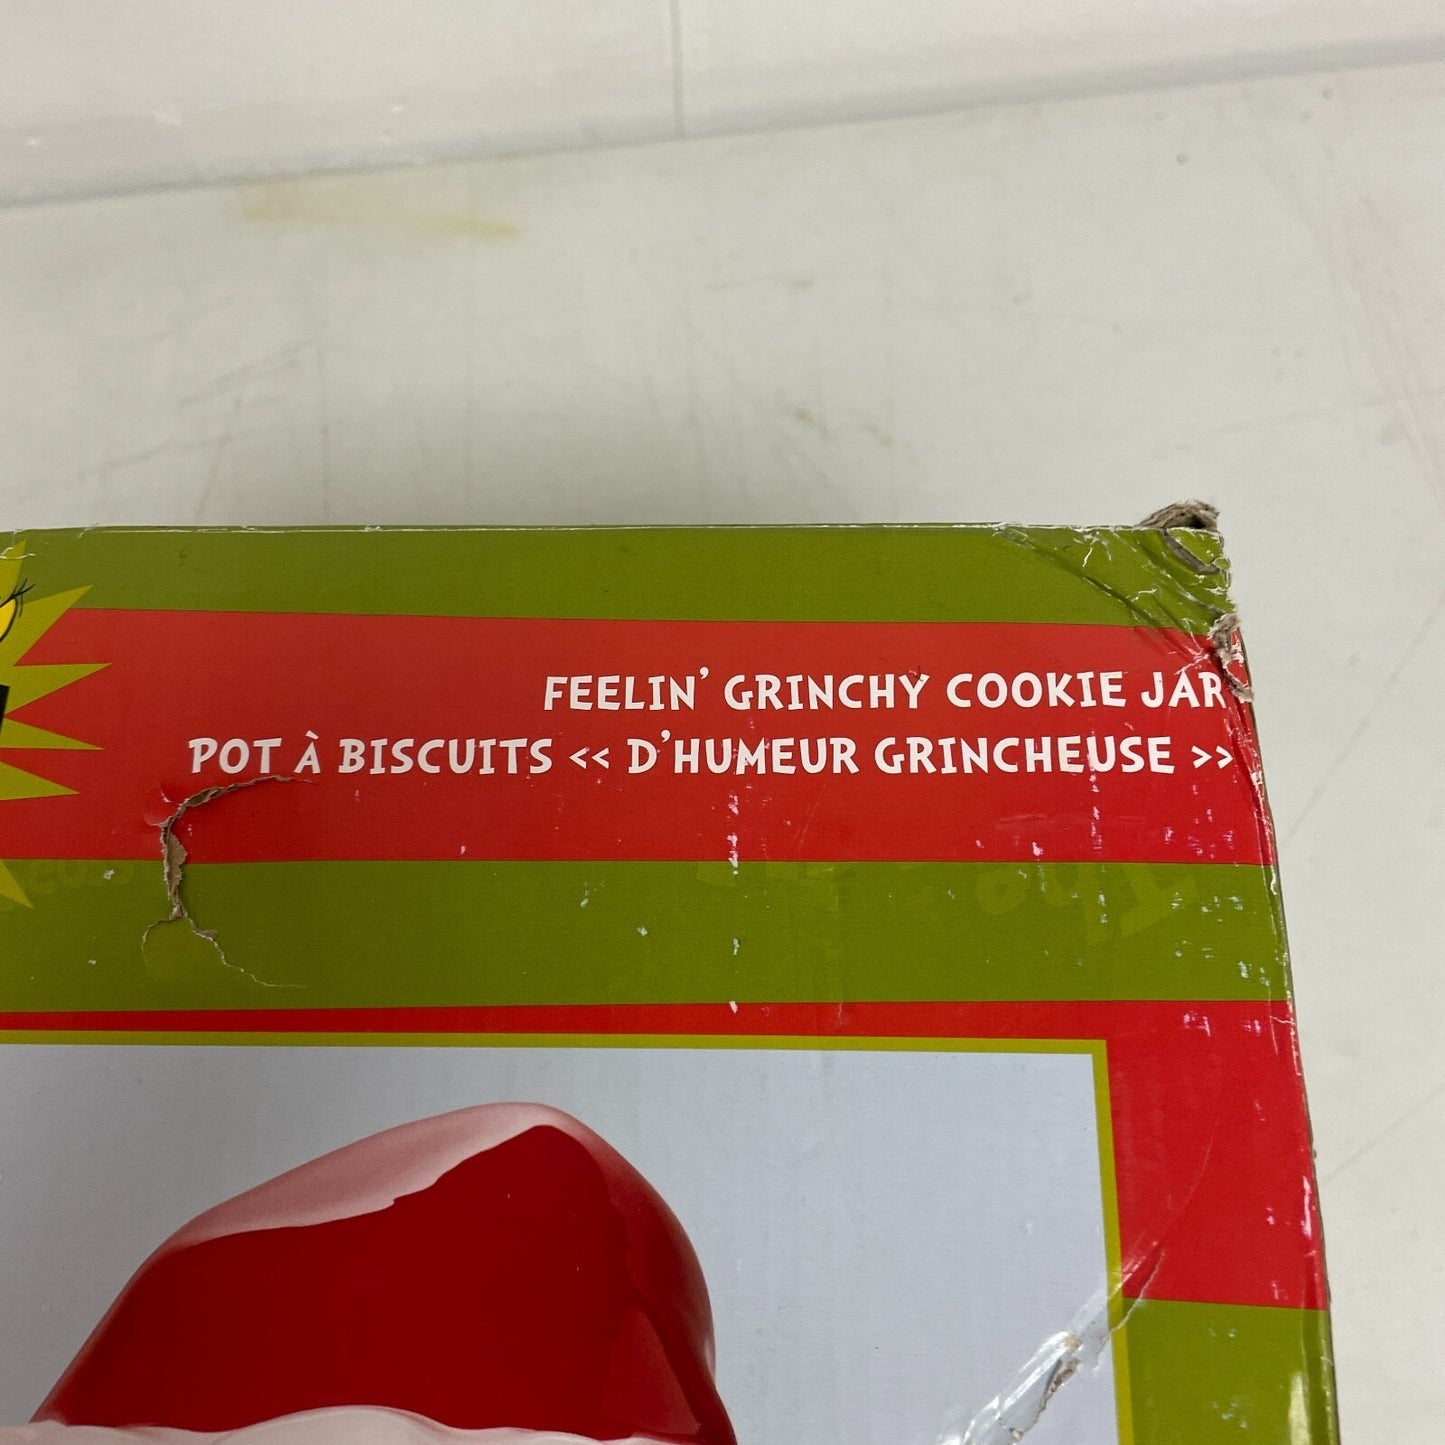 FEELIN' GRINCHY COOKIE JAR
POT À BISCUITS << D'HUMEUR GRINCHEUSE >>